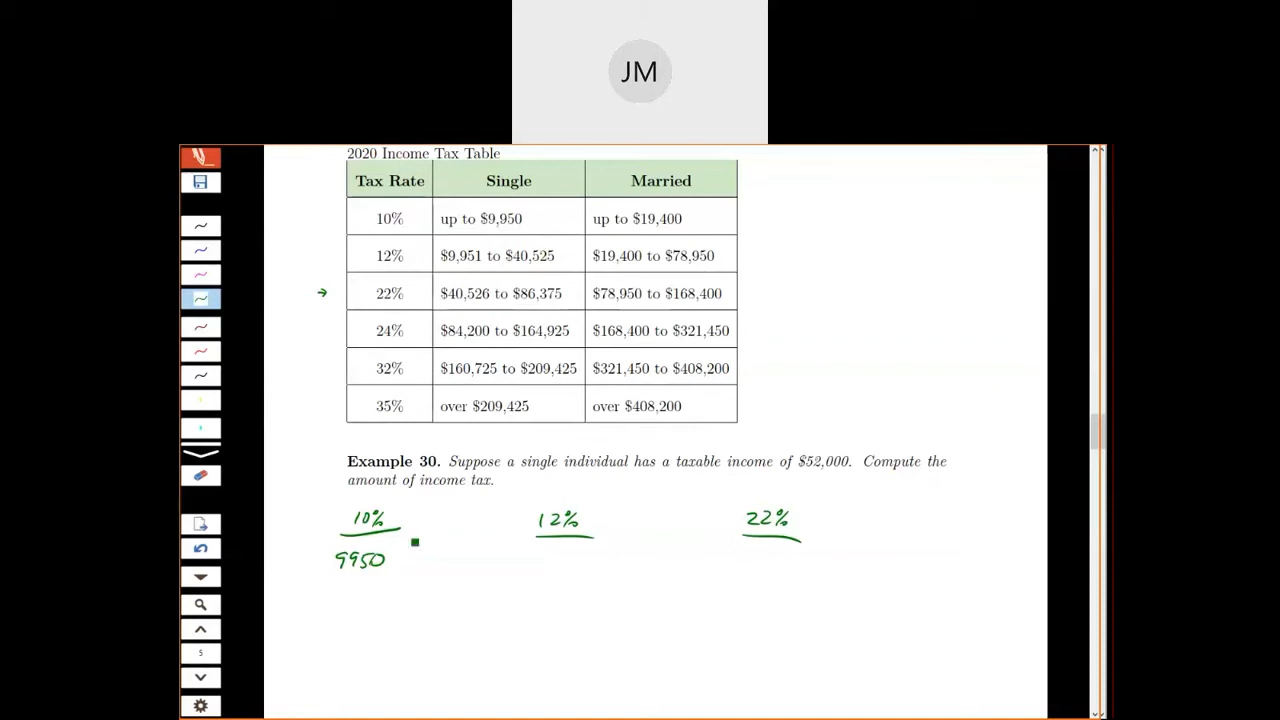 JM
2020 Income Tax Table
Tax Rate Single Married
10% up to $9,950 up to $19,400
12% $9,951 to $40,525 $19,400 to $78,950
→ 22% $40,526 to $86,375 $78,950 to $168,400
24% $84,200 to $164,925 $168,400 to $321,450
32% $160,725 to $209,425 $321,450 to $408,200
35% over $209,425 over $408,200
Example 30. Suppose a single individual has a taxable income of $52,000. Compute the
amount of income tax.
10% 12% 22%
9950
5